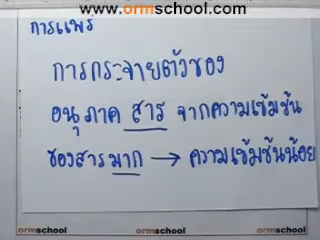 www.ormschool.com
การแพร่
การกระจายตัวของ
อนุภาค สาร จากความเข้มข้น
ของสารมาก → ความเข้มข้นน้อย
ormschool ormschool ormschool